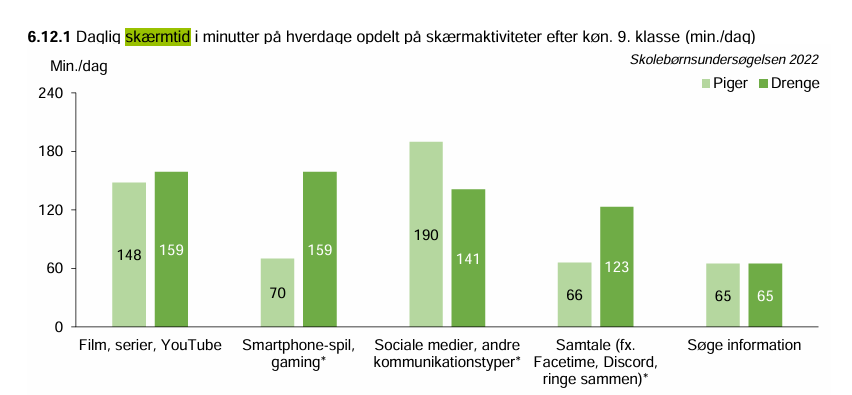 6.12.1 Daglig skærmtid i minutter på hverdage opdelt på skærmaktiviteter efter køn. 9. klasse (min./dag)
Skolebørnsundersøgelsen 2022
Min./dag
Piger Drenge
240
180
120
60
0
148 159 70 159 190 141 66 123 65 65
Film, serier, YouTube
Smartphone-spil,
gaming*
Sociale medier, andre
kommunikationstyper*
Samtale (fx.
Facetime, Discord,
ringe sammen)*
Søge information